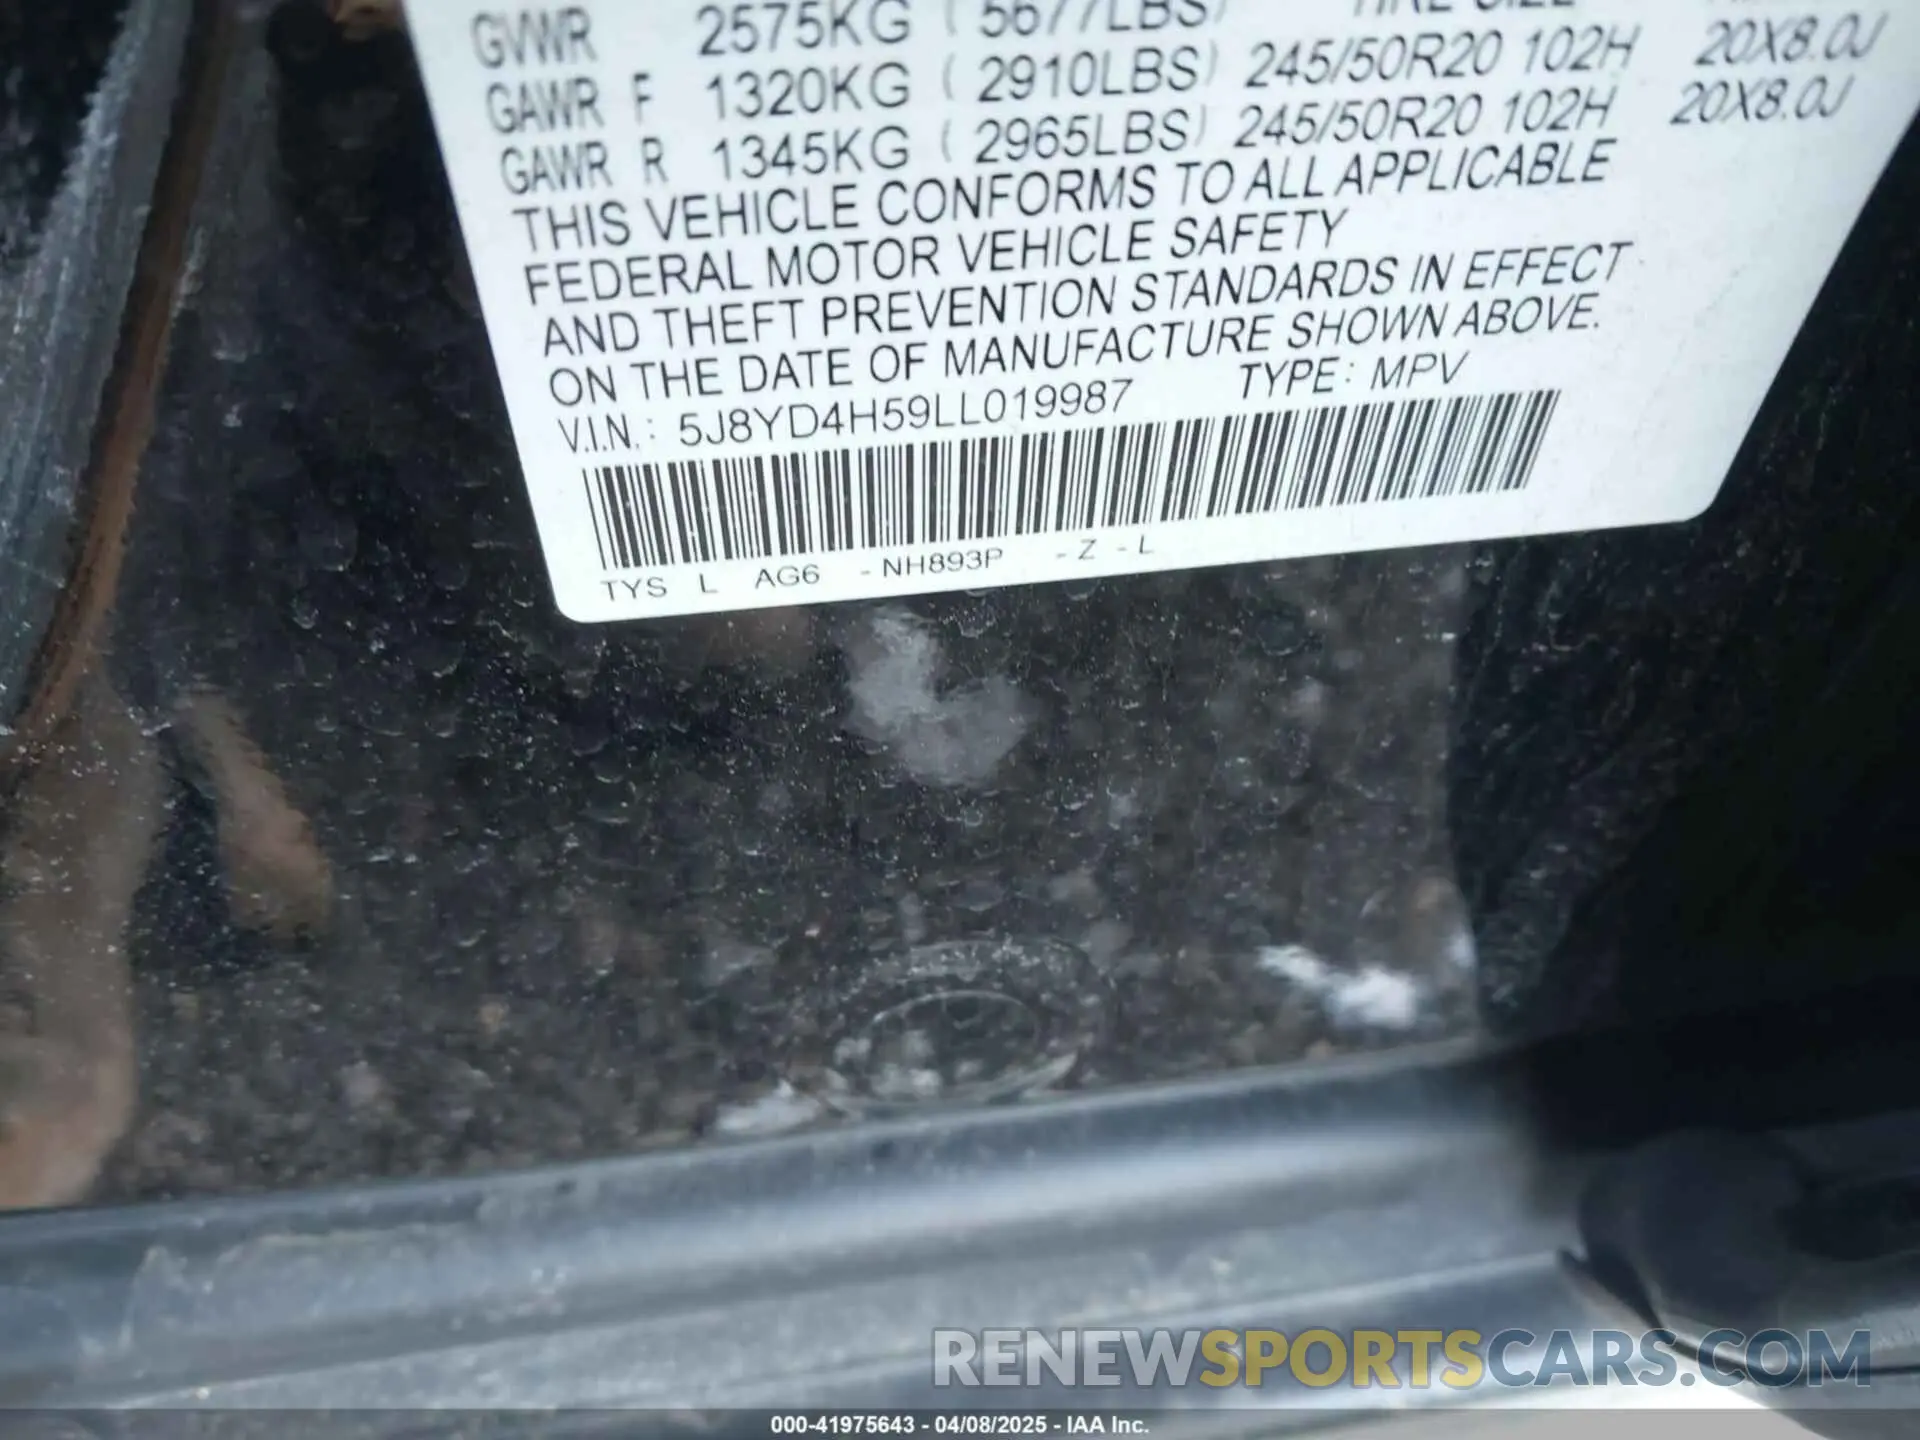 GVWR 2575KG ( 5677LBS) TIRE SIZE
GAWR F 1320KG ( 2910LBS) 245/50R20 102H 20X8.0J
GAWR R 1345KG ( 2965LBS) 245/50R20 102H 20X8.0J
THIS VEHICLE CONFORMS TO ALL APPLICABLE
FEDERAL MOTOR VEHICLE SAFETY
AND THEFT PREVENTION STANDARDS IN EFFECT
ON THE DATE OF MANUFACTURE SHOWN ABOVE.
V.I.N.: 5J8YD4H59LL019987 TYPE: MPV
TYS L AG6 -NH893P -Z -L
RENEWSPORTSCARS.COM
000-41975643 - 04/08/2025 - IAA Inc.